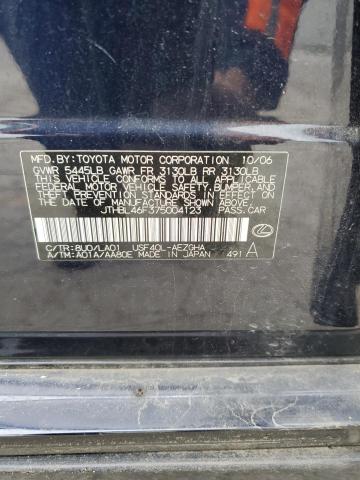 MFD. BY: TOYOTA MOTOR CORPORATION 10/06
GVWR 5445LB GAWR FR 3130LB RR 3130LB
THIS VEHICLE CONFORMS TO ALL APPLICABLE
FEDERAL MOTOR VEHICLE SAFETY, BUMPER, AND
THEFT PREVENTION STANDARDS IN EFFECT ON
THE DATE OF MANUFACTURE SHOWN ABOVE.
JTHBL46F375004123 PASS.CAR
C/TR: 8U0/LA01 USF40L-AEZGHA
A/TM: A01A/AA80E MADE IN JAPAN 491 A